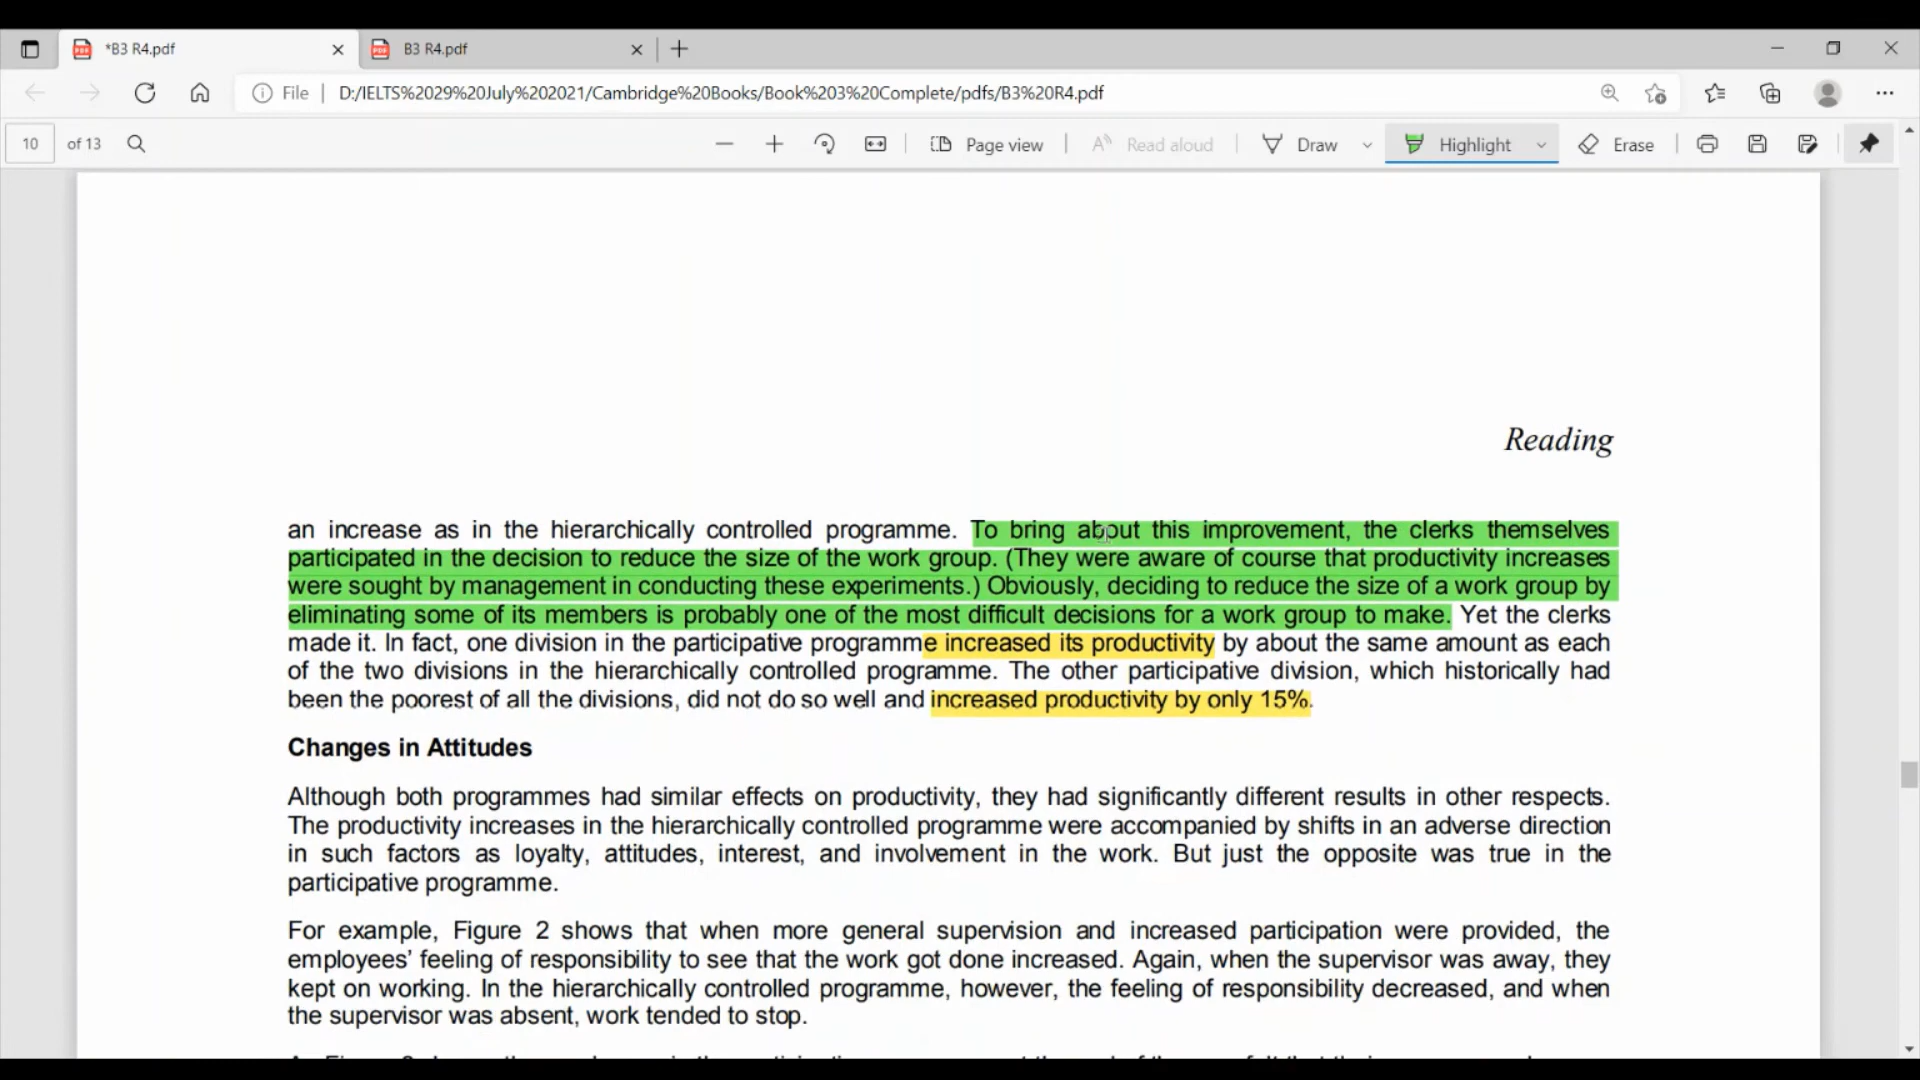 *B3 R4.pdf
B3 R4.pdf
File | D:/IELTS%2029%20July%202021/Cambridge%20Books/Book%203%20Complete/pdfs/B3%20R4.pdf
10 of 13
Page view
Read aloud
Draw
Highlight
Erase
Reading
an increase as in the hierarchically controlled programme. To bring about this improvement, the clerks themselves
participated in the decision to reduce the size of the work group. (They were aware of course that productivity increases
were sought by management in conducting these experiments.) Obviously, deciding to reduce the size of a work group by
eliminating some of its members is probably one of the most difficult decisions for a work group to make. Yet the clerks
made it. In fact, one division in the participative programme increased its productivity by about the same amount as each
of the two divisions in the hierarchically controlled programme. The other participative division, which historically had
been the poorest of all the divisions, did not do so well and increased productivity by only 15%.
Changes in Attitudes
Although both programmes had similar effects on productivity, they had significantly different results in other respects.
The productivity increases in the hierarchically controlled programme were accompanied by shifts in an adverse direction
in such factors as loyalty, attitudes, interest, and involvement in the work. But just the opposite was true in the
participative programme.
For example, Figure 2 shows that when more general supervision and increased participation were provided, the
employees' feeling of responsibility to see that the work got done increased. Again, when the supervisor was away, they
kept on working. In the hierarchically controlled programme, however, the feeling of responsibility decreased, and when
the supervisor was absent, work tended to stop.